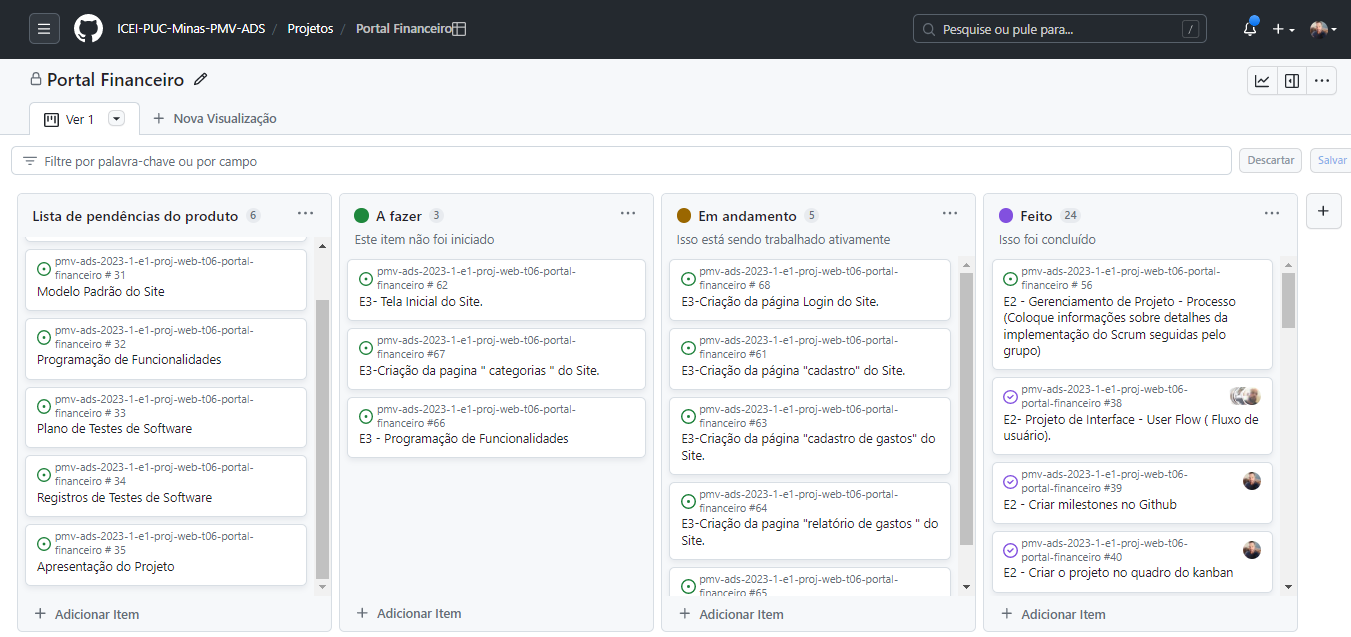 ICEI-PUC-Minas-PMV-ADS / Projetos / Portal Financeiro
Pesquise ou pule para... /
Portal Financeiro
Ver 1
Nova Visualização
Filtre por palavra-chave ou por campo
Descartar
Salvar
Lista de pendências do produto 6
pmv-ads-2023-1-e1-proj-web-t06-portal-
financeiro # 31
Modelo Padrão do Site
pmv-ads-2023-1-e1-proj-web-t06-portal-
financeiro # 32
Programação de Funcionalidades
pmv-ads-2023-1-e1-proj-web-t06-portal-
financeiro # 33
Plano de Testes de Software
pmv-ads-2023-1-e1-proj-web-t06-portal-
financeiro # 34
Registros de Testes de Software
pmv-ads-2023-1-e1-proj-web-t06-portal-
financeiro # 35
Apresentação do Projeto
Adicionar Item
A fazer 3
Este item não foi iniciado
pmv-ads-2023-1-e1-proj-web-t06-portal-
financeiro # 62
E3- Tela Inicial do Site.
pmv-ads-2023-1-e1-proj-web-t06-portal-
financeiro #67
E3-Criação da pagina " categorias " do Site.
pmv-ads-2023-1-e1-proj-web-t06-portal-
financeiro #66
E3 - Programação de Funcionalidades
Adicionar Item
Em andamento 5
Isso está sendo trabalhado ativamente
pmv-ads-2023-1-e1-proj-web-t06-portal-
financeiro # 68
E3-Criação da página Login do Site.
pmv-ads-2023-1-e1-proj-web-t06-portal-
financeiro #61
E3-Criação da página "cadastro" do Site.
pmv-ads-2023-1-e1-proj-web-t06-portal-
financeiro #63
E3-Criação da página "cadastro de gastos" do
Site.
pmv-ads-2023-1-e1-proj-web-t06-portal-
financeiro #64
E3-Criação da pagina "relatório de gastos " do
Site.
pmv-ads-2023-1-e1-proj-web-t06-portal-
financeiro #65
Adicionar Item
Feito 24
Isso foi concluído
pmv-ads-2023-1-e1-proj-web-t06-portal-
financeiro # 56
E2 - Gerenciamento de Projeto - Processo
(Coloque informações sobre detalhes da
implementação do Scrum seguidas pelo
grupo)
pmv-ads-2023-1-e1-proj-web-t06-
portal-financeiro #38
E2- Projeto de Interface - User Flow ( Fluxo de
usuário).
pmv-ads-2023-1-e1-proj-web-t06-
portal-financeiro #39
E2 - Criar milestones no Github
pmv-ads-2023-1-e1-proj-web-t06-
portal-financeiro #40
E2 - Criar o projeto no quadro do kanban
Adicionar Item